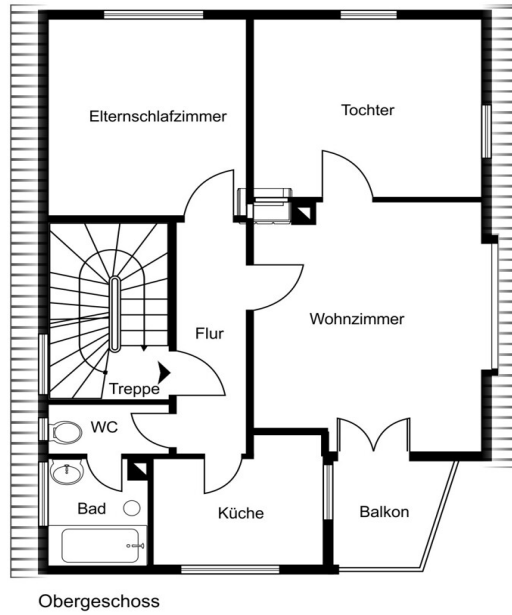 Elternschlafzimmer
Tochter
Wohnzimmer
Flur
Treppe
WC
Bad
Küche
Balkon
Obergeschoss